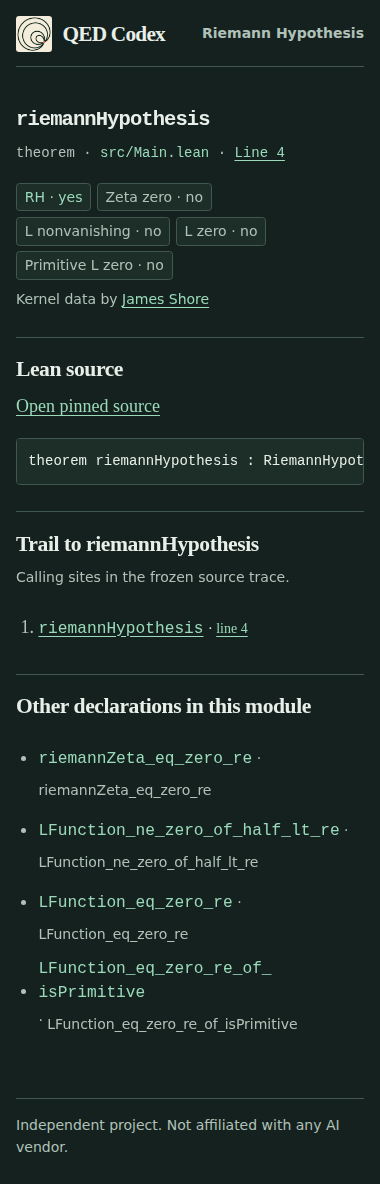 QED Codex
Riemann Hypothesis
riemannHypothesis
theorem · src/Main.lean · Line 4
RH · yes
Zeta zero · no
L nonvanishing · no
L zero · no
Primitive L zero · no
Kernel data by James Shore
Lean source
Open pinned source
theorem riemannHypothesis : RiemannHypot
Trail to riemannHypothesis
Calling sites in the frozen source trace.
1. riemannHypothesis · line 4
Other declarations in this module
• riemannZeta_eq_zero_re ·
riemannZeta_eq_zero_re
• LFunction_ne_zero_of_half_lt_re ·
LFunction_ne_zero_of_half_lt_re
• LFunction_eq_zero_re ·
LFunction_eq_zero_re
• LFunction_eq_zero_re_of_
isPrimitive
· LFunction_eq_zero_re_of_isPrimitive
Independent project. Not affiliated with any AI
vendor.